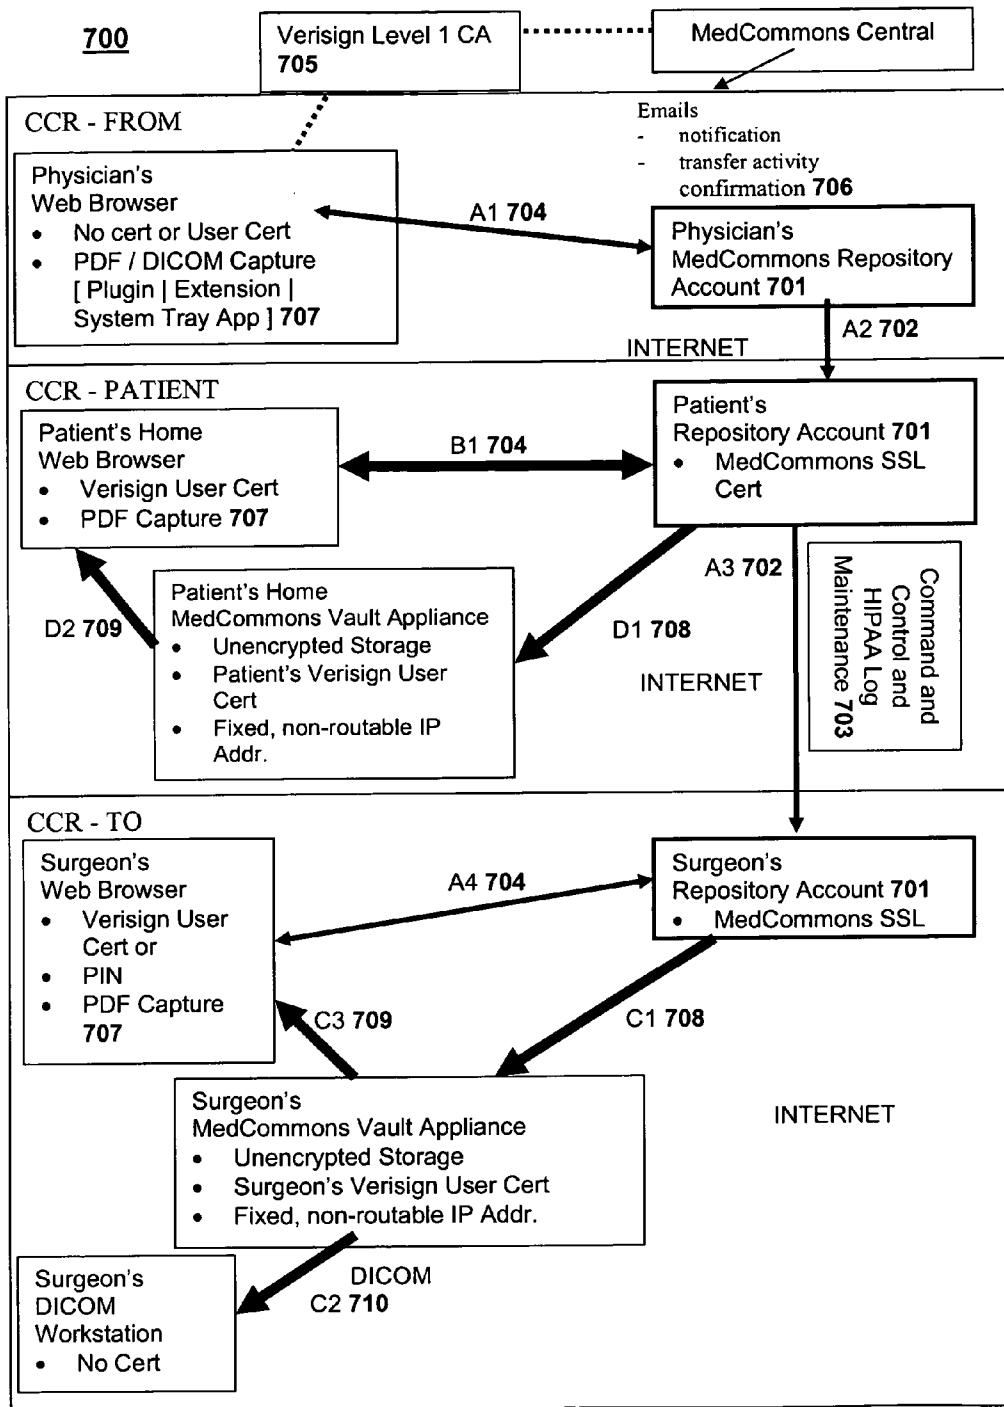 700
Verisign Level 1 CA
705
MedCommons Central
CCR - FROM
Emails
- notification
- transfer activity
confirmation 706
Physician's
Web Browser
• No cert or User Cert
• PDF / DICOM Capture
[ Plugin | Extension |
System Tray App ] 707
A1 704
Physician's
MedCommons Repository
Account 701
A2 702
INTERNET
CCR - PATIENT
Patient's Home
Web Browser
• Verisign User Cert
• PDF Capture 707
B1 704
Patient's
Repository Account 701
• MedCommons SSL
Cert
A3 702
Command and
Control and
HIPAA Log
Maintenance 703
D2 709
Patient's Home
MedCommons Vault Appliance
• Unencrypted Storage
• Patient's Verisign User
Cert
• Fixed, non-routable IP
Addr.
D1 708
INTERNET
CCR - TO
Surgeon's
Web Browser
• Verisign User
Cert or
• PIN
• PDF Capture
707
A4 704
Surgeon's
Repository Account 701
• MedCommons SSL
C3 709
C1 708
Surgeon's
MedCommons Vault Appliance
• Unencrypted Storage
• Surgeon's Verisign User Cert
• Fixed, non-routable IP Addr.
INTERNET
DICOM
C2 710
Surgeon's
DICOM
Workstation
• No Cert